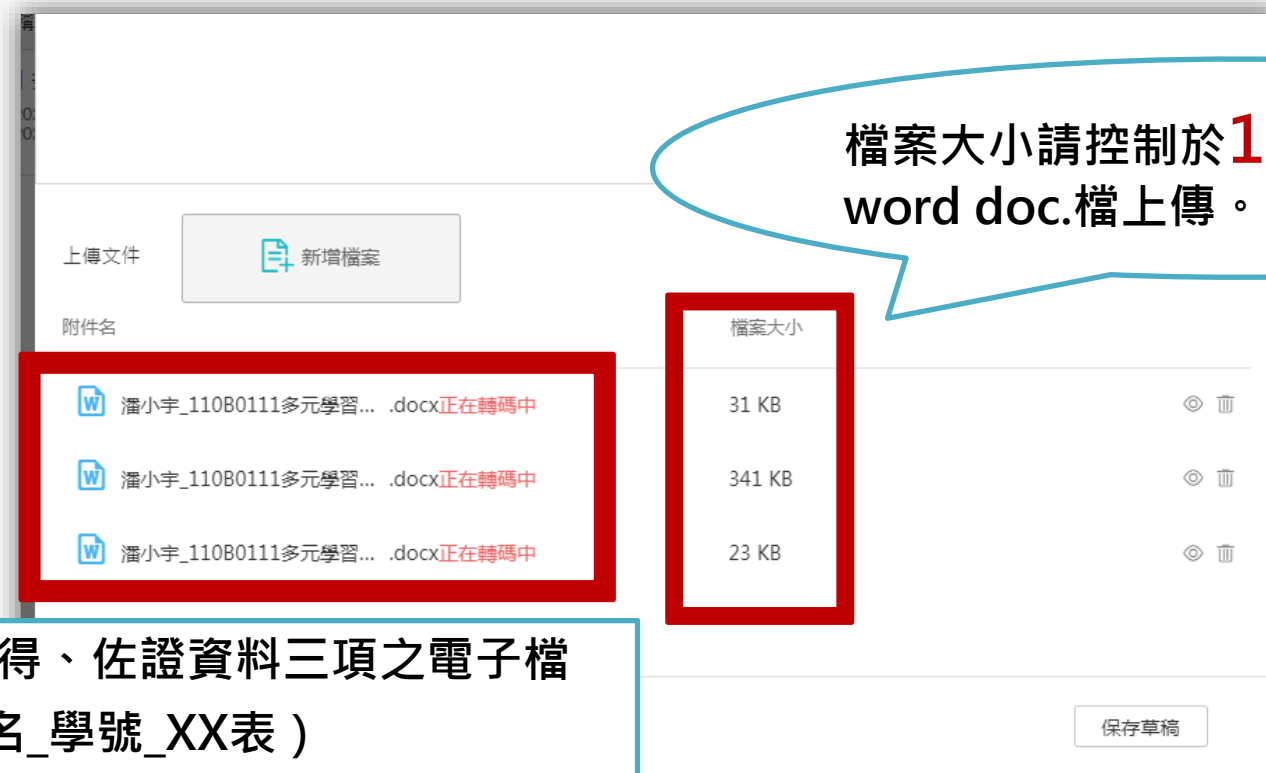 檔案大小請控制於1
word doc.檔上傳。
上傳文件
新增檔案
附件名 檔案大小
潘小宇_110B0111多元學習... .docx正在轉碼中 31 KB
潘小宇_110B0111多元學習... .docx正在轉碼中 341 KB
潘小宇_110B0111多元學習... .docx正在轉碼中 23 KB
得、佐證資料三項之電子檔
名_學號_XX表）
保存草稿